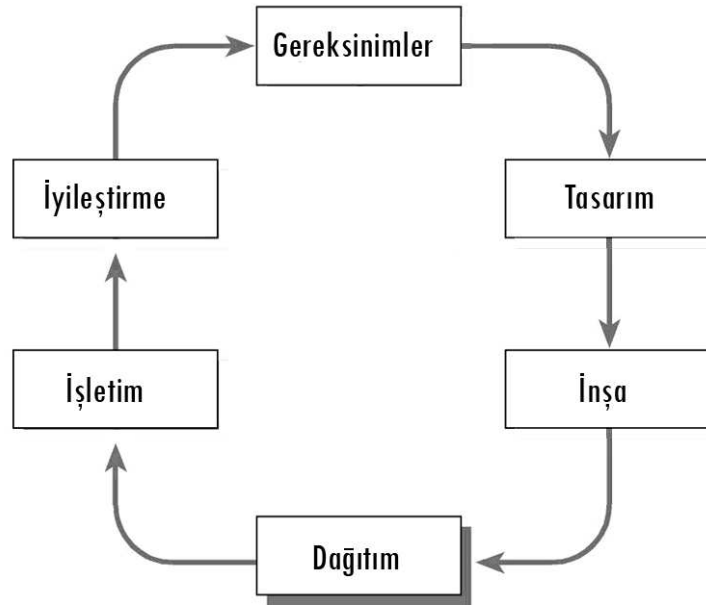 Gereksinimler
İyileştirme
Tasarım
İşletim
İnşa
Dağıtım